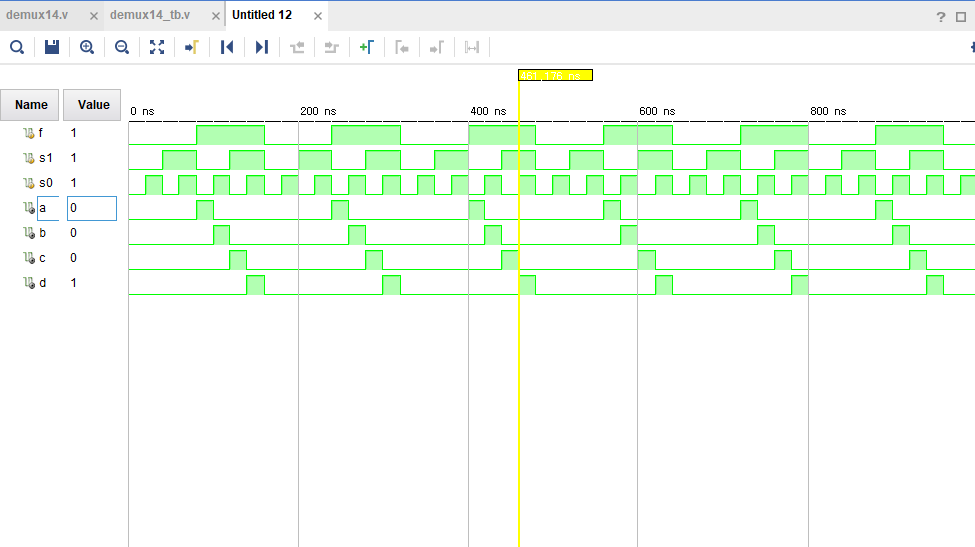 demux14.v
demux14_tb.v
Untitled 12
?
Name Value
0 ns 200 ns 400 ns 600 ns 800 ns
f 1
s1 1
s0 1
a 0
b 0
c 0
d 1